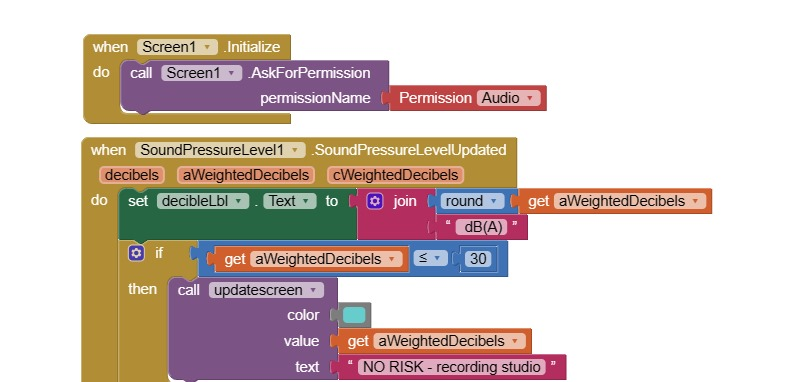 when Screen1 .Initialize
do call Screen1 .AskForPermission
permissionName Permission Audio
when SoundPressureLevel1 .SoundPressureLevelUpdated
decibels aWeightedDecibels cWeightedDecibels
do set decibleLbl . Text to join round get aWeightedDecibels
" dB(A) "
if get aWeightedDecibels ≤ 30
then call updatescreen
color
value get aWeightedDecibels
text " NO RISK - recording studio "